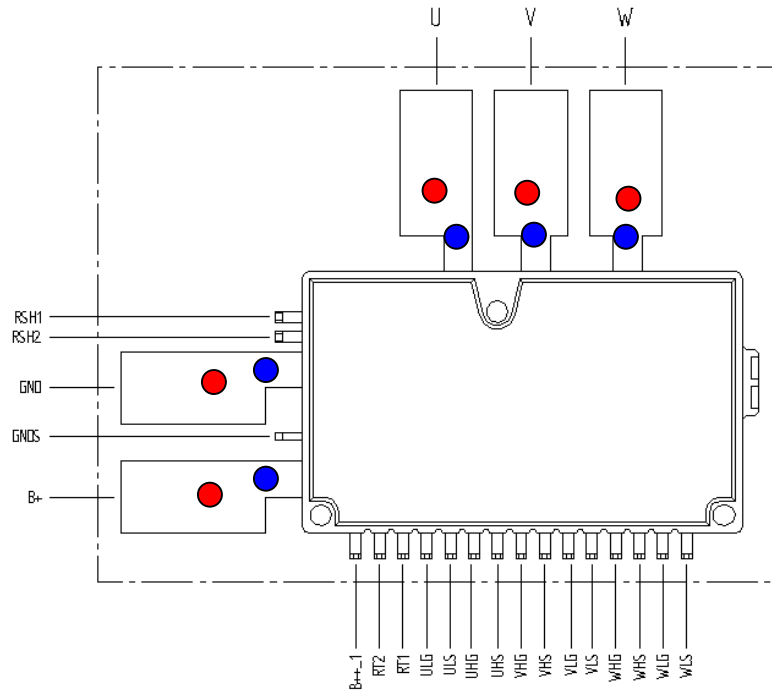 U V W
RSH1
RSH2
GND
GNDS
B+
B++_1 RT2 RT1 ULG ULS UHG UHS VHG VHS VLG VLS WHG WHS WLG WLS